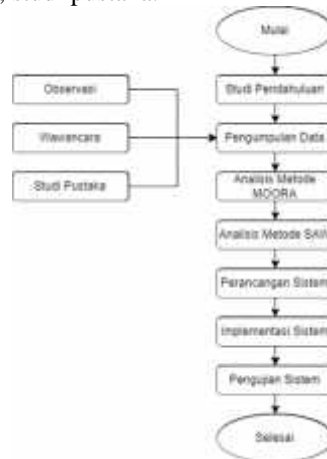 , studi pustaka.
Mulai
Studi Pendahuluan
Observasi
Wawancara
Studi Pustaka
Pengumpulan Data
Analisis Metode
MOORA
Analisis Metode SAW
Perancangan Sistem
Implementasi Sistem
Pengujian Sistem
Selesai